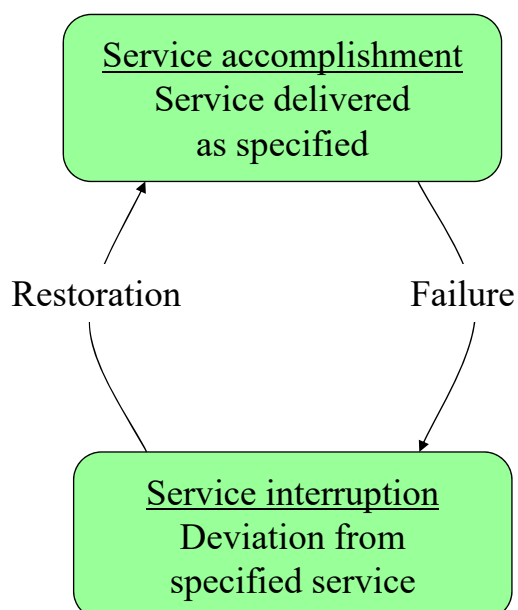 Service accomplishment
Service delivered
as specified
Restoration
Failure
Service interruption
Deviation from
specified service